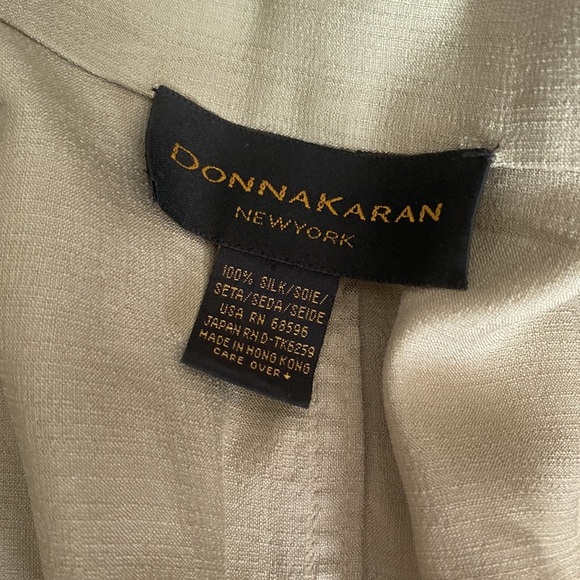 DONNAKARAN
NEWYORK
100% SILK/SOIE/
SETA/SEDA/SEIDE
USA RN 68596
JAPAN RHD-TK6259
MADE IN HONG KONG
CARE OVER